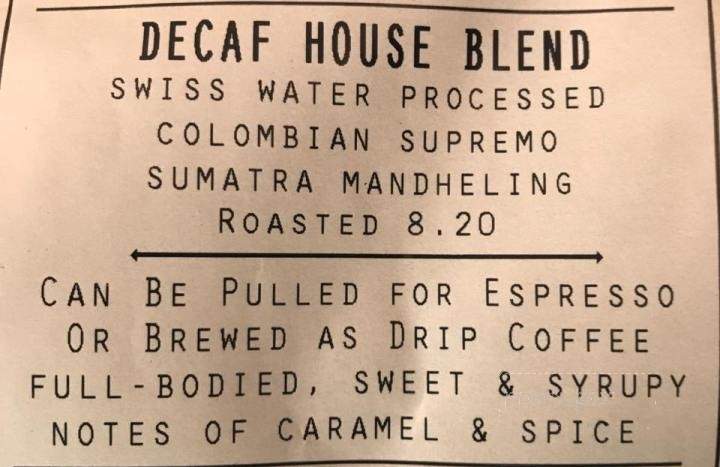 DECAF HOUSE BLEND
SWISS WATER PROCESSED
COLOMBIAN SUPREMO
SUMATRA MANDHELING
ROASTED 8.20
CAN BE PULLED FOR ESPRESSO
OR BREWED AS DRIP COFFEE
FULL-BODIED, SWEET & SYRUPY
NOTES OF CARAMEL & SPICE